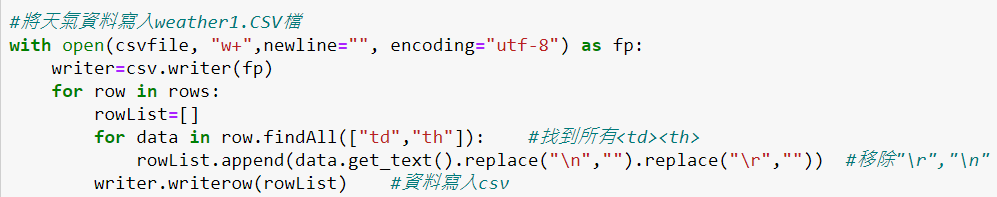 #將天氣資料寫入weather1.CSV檔
with open(csvfile, "w+",newline="", encoding="utf-8") as fp:
    writer=csv.writer(fp)
    for row in rows:
        rowList=[]
        for data in row.findAll(["td","th"]):    #找到所有<td><th>
            rowList.append(data.get_text().replace("\n","").replace("\r",""))  #移除"\r","\n"
        writer.writerow(rowList)    #資料寫入csv